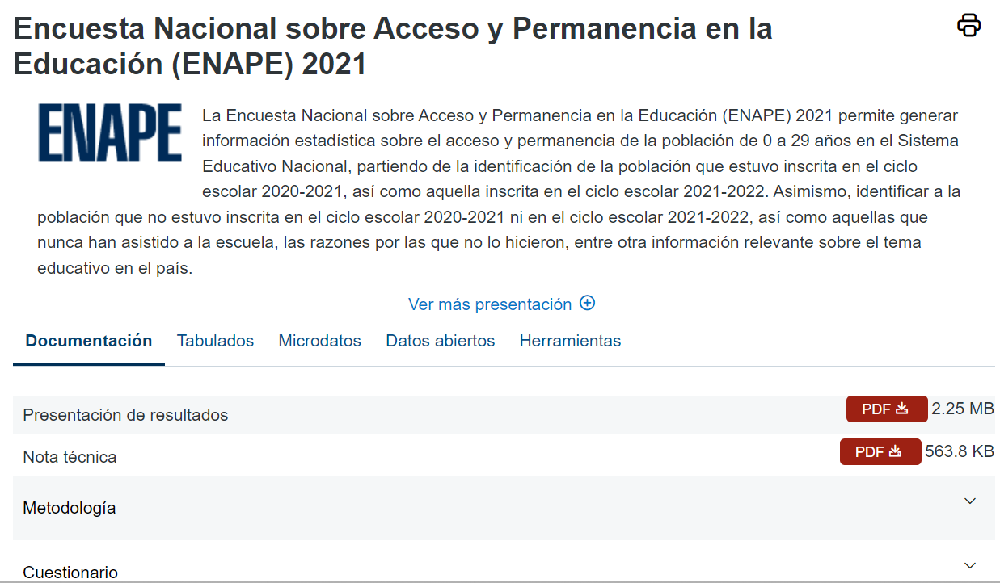 Encuesta Nacional sobre Acceso y Permanencia en la
Educación (ENAPE) 2021
ENAPE
La Encuesta Nacional sobre Acceso y Permanencia en la Educación (ENAPE) 2021 permite generar
información estadística sobre el acceso y permanencia de la población de 0 a 29 años en el Sistema
Educativo Nacional, partiendo de la identificación de la población que estuvo inscrita en el ciclo
escolar 2020-2021, así como aquella inscrita en el ciclo escolar 2021-2022. Asimismo, identificar a la
población que no estuvo inscrita en el ciclo escolar 2020-2021 ni en el ciclo escolar 2021-2022, así como aquellas que
nunca han asistido a la escuela, las razones por las que no lo hicieron, entre otra información relevante sobre el tema
educativo en el país.
Ver más presentación
Documentación Tabulados Microdatos Datos abiertos Herramientas
Presentación de resultados PDF 2.25 MB
Nota técnica PDF 563.8 KB
Metodología
Cuestionario